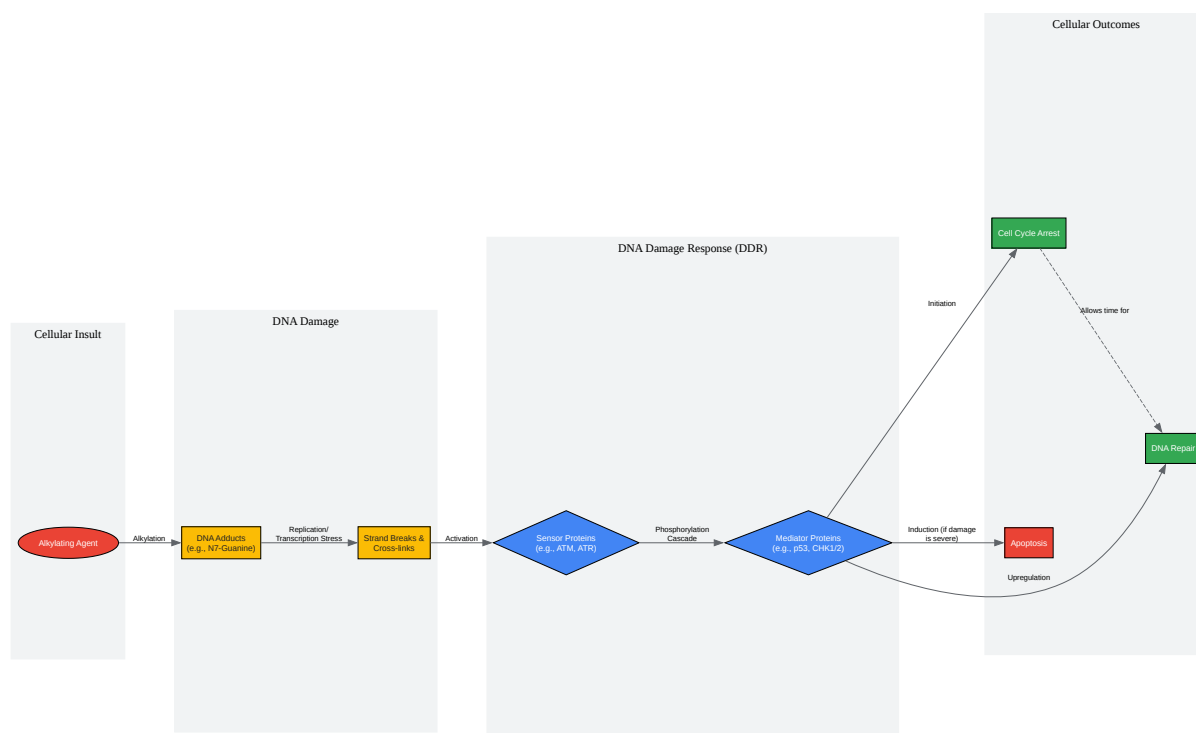 Cellular Insult
Alkylating Agent
Alkylation
DNA Damage
DNA Adducts
(e.g., N7-Guanine)
Replication/
Transcription Stress
Strand Breaks &
Cross-links
Activation
DNA Damage Response (DDR)
Sensor Proteins
(e.g., ATM, ATR)
Phosphorylation
Cascade
Mediator Proteins
(e.g., p53, CHK1/2)
Initiation
Induction (if damage
is severe)
Upregulation
Cellular Outcomes
Cell Cycle Arrest
Allows time for
DNA Repair
Apoptosis